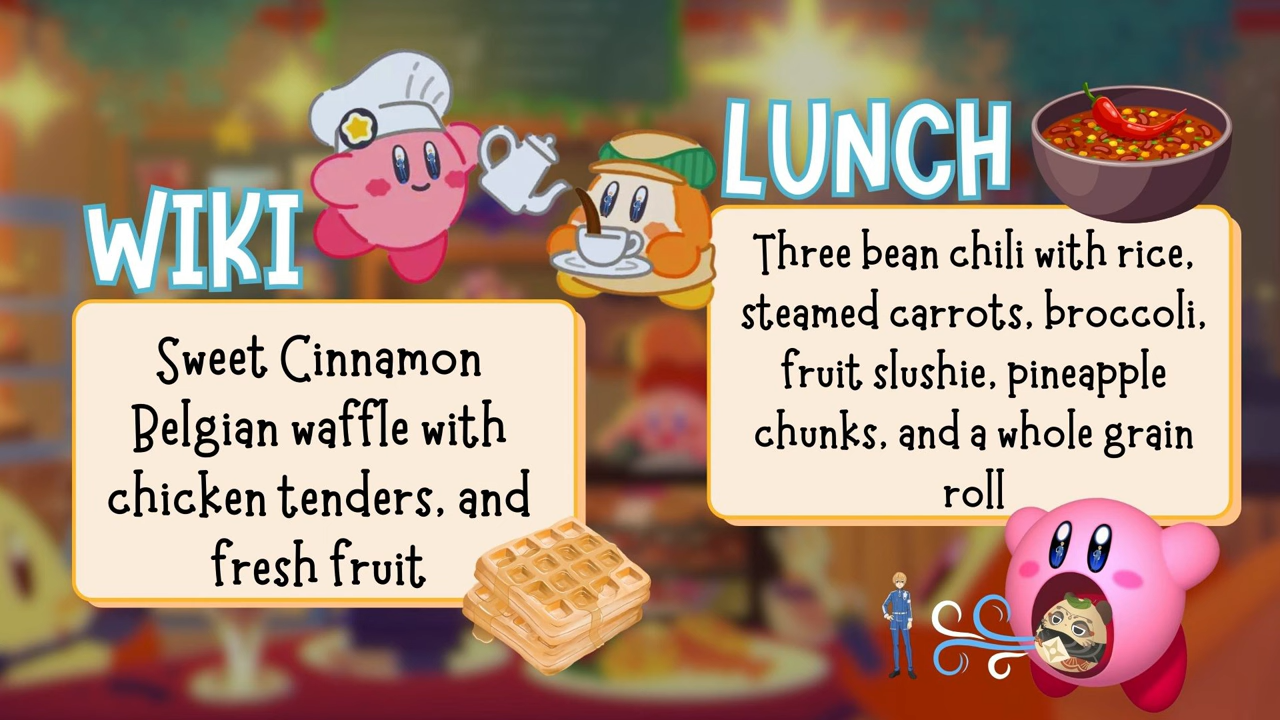 WIKI
Sweet Cinnamon
Belgian waffle with
chicken tenders, and
fresh fruit
LUNCH
Three bean chili with rice,
steamed carrots, broccoli,
fruit slushie, pineapple
chunks, and a whole grain
roll